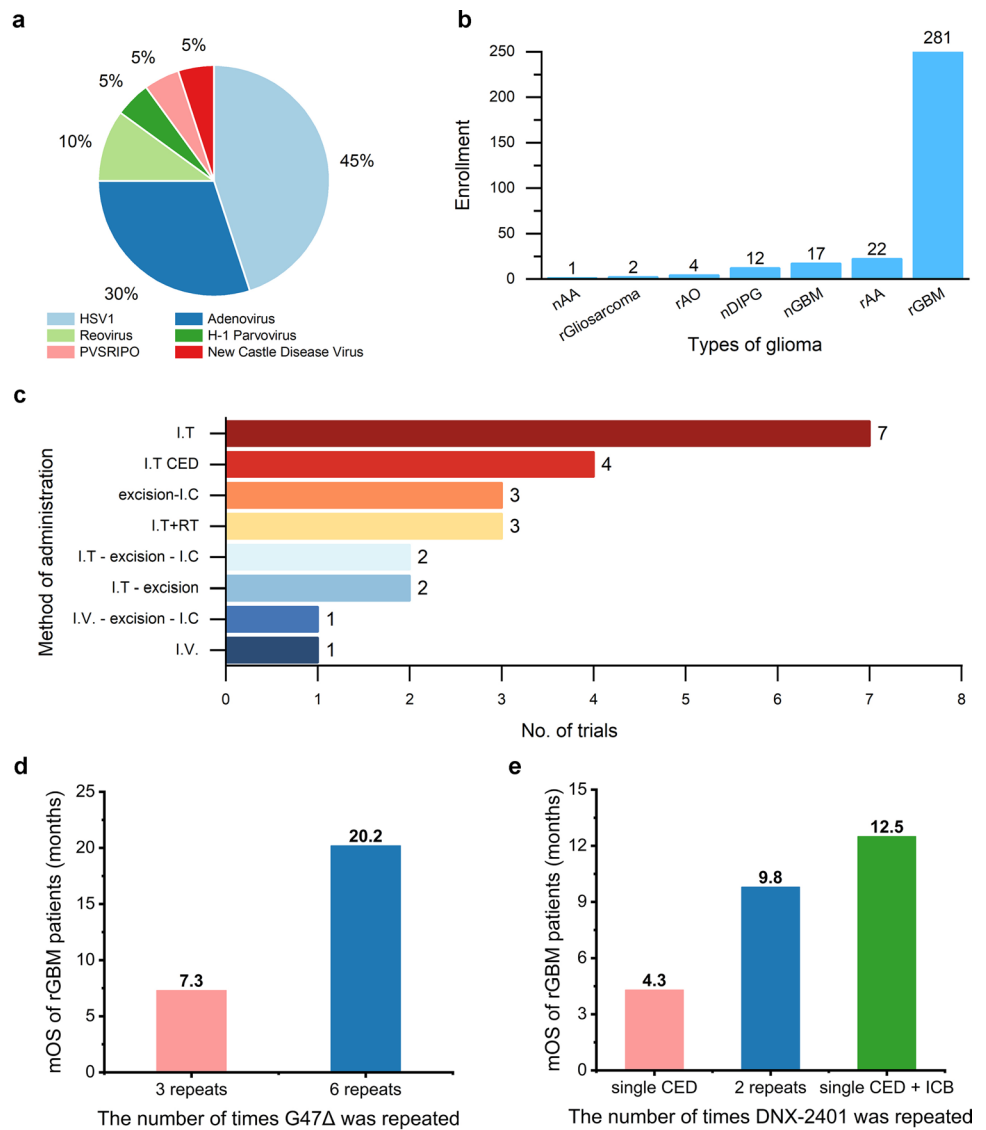 a
5%
5%
5%
10%
45%
30%
HSV1
Adenovirus
Reovirus
H-1 Parvovirus
PVSRIPO
New Castle Disease Virus
b
281
250
200
150
100
50
0
Enrollment
1
2
4
12
17
22
nAA
rGliosarcoma
rAO
nDIPG
nGBM
rAA
rGBM
Types of glioma
c
Method of administration
I.T
7
I.T CED
4
excision-I.C
3
I.T+RT
3
I.T - excision - I.C
2
I.T - excision
2
I.V. - excision - I.C
1
I.V.
1
0 1 2 3 4 5 6 7 8
No. of trials
d
mOS of rGBM patients (months)
25
20
15
10
5
0
7.3
20.2
3 repeats
6 repeats
The number of times G47Δ was repeated
e
mOS of rGBM patients (months)
15
12
9
6
3
0
4.3
9.8
12.5
single CED
2 repeats
single CED + ICB
The number of times DNX-2401 was repeated